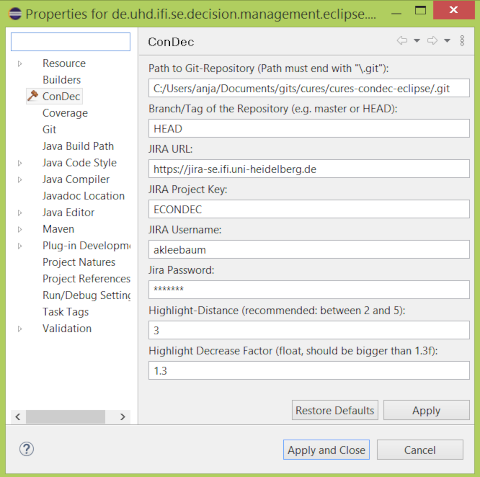 Properties for de.uhd.ifi.se.decision.management.eclipse....
Resource
Builders
ConDec
Coverage
Git
Java Build Path
Java Code Style
Java Compiler
Javadoc Location
Java Editor
Maven
Plug-in Developme
Project Natures
Project References
Run/Debug Setting
Task Tags
Validation
ConDec
Path to Git-Repository (Path must end with "\.git"):
C:/Users/anja/Documents/gits/cures/cures-condec-eclipse/.git
Branch/Tag of the Repository (e.g. master or HEAD):
HEAD
JIRA URL:
https://jira-se.ifi.uni-heidelberg.de
JIRA Project Key:
ECONDEC
JIRA Username:
akleebaum
Jira Password:
*******
Highlight-Distance (recommended: between 2 and 5):
3
Highlight Decrease Factor (float, should be bigger than 1.3f):
1.3
Restore Defaults
Apply
?
Apply and Close
Cancel